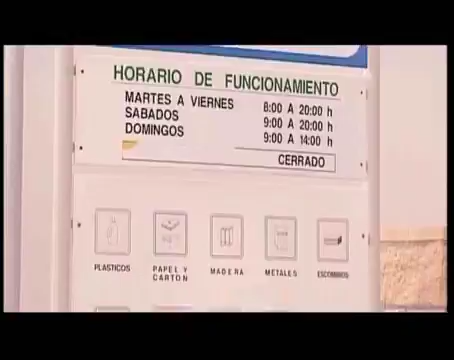 HORARIO DE FUNCIONAMIENTO
MARTES A VIERNES 8:00 A 20:00 h
SABADOS 9:00 A 20:00 h
DOMINGOS 9:00 A 14:00 h
CERRADO
PLASTICOS
PAPEL Y
CARTON
MADERA
METALES
ESCOMBROS